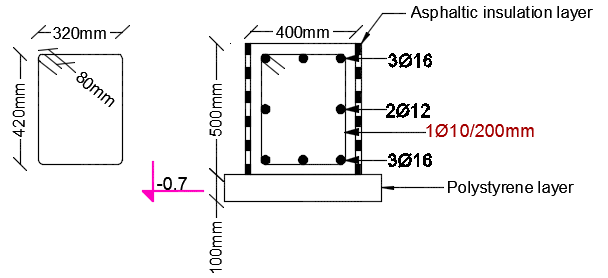 320mm
80mm
420mm
400mm
Asphaltic insulation layer
3Ø16
2Ø12
1Ø10/200mm
3Ø16
500mm
-0.7
Polystyrene layer
100mm